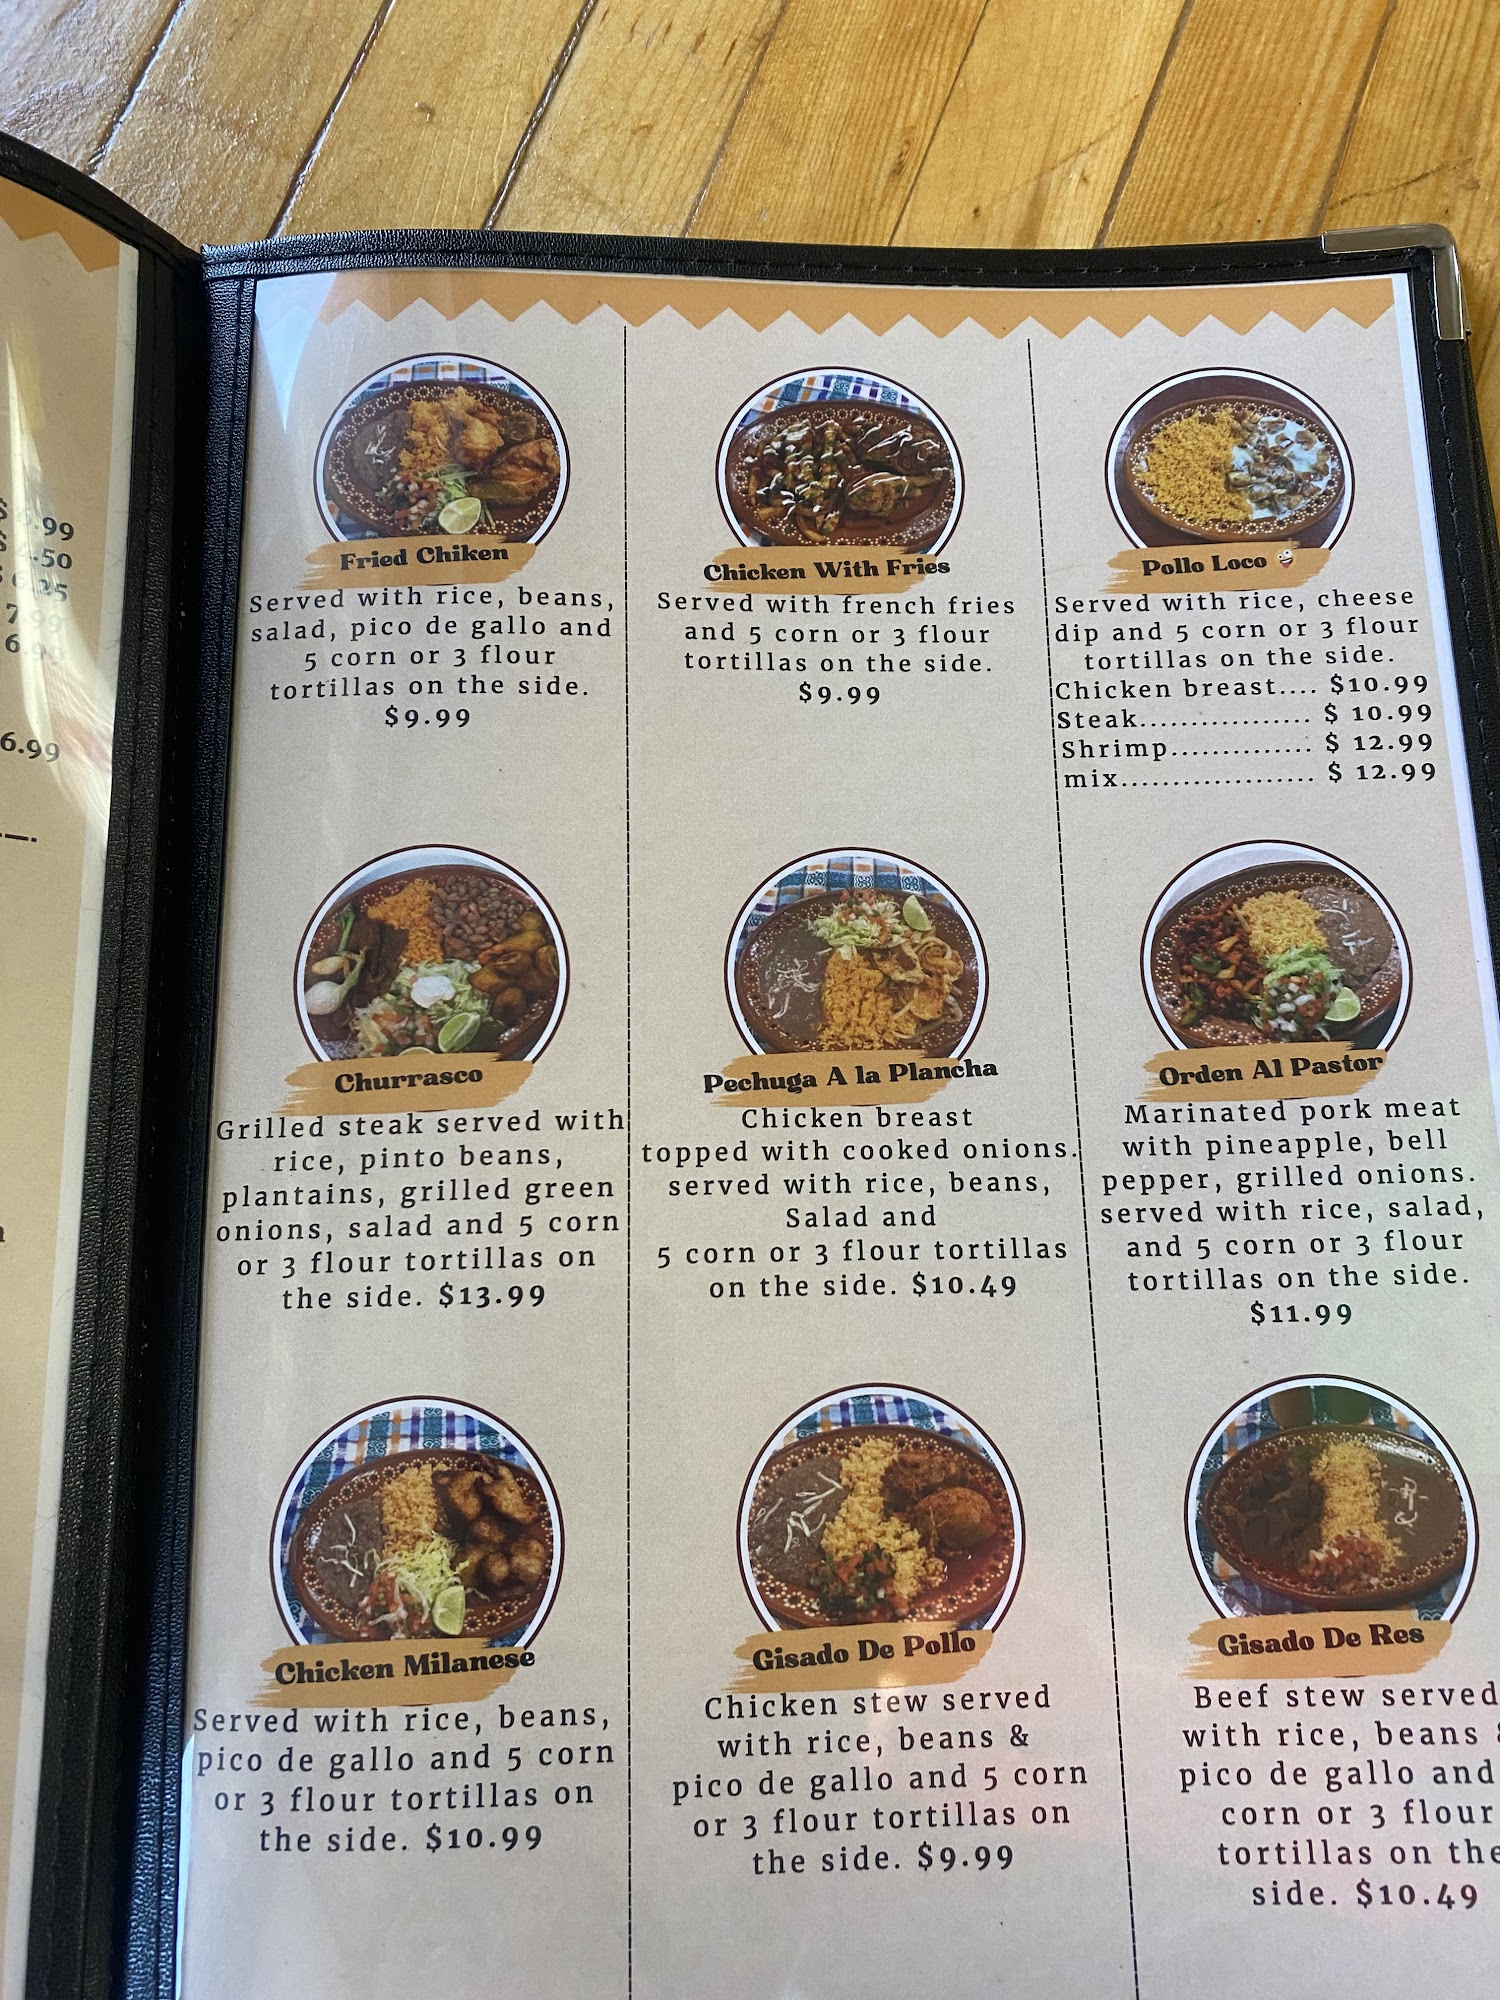 .99
.50
6.25
7.99
6.99
6.99
Fried Chiken
Served with rice, beans,
salad, pico de gallo and
5 corn or 3 flour
tortillas on the side.
$9.99
Chicken With Fries
Served with french fries
and 5 corn or 3 flour
tortillas on the side.
$9.99
Pollo Loco 🤪
Served with rice, cheese
dip and 5 corn or 3 flour
tortillas on the side.
Chicken breast.... $10.99
Steak................. $ 10.99
Shrimp.............. $ 12.99
mix................... $ 12.99
Churrasco
Grilled steak served with
rice, pinto beans,
plantains, grilled green
onions, salad and 5 corn
or 3 flour tortillas on
the side. $13.99
Pechuga A la Plancha
Chicken breast
topped with cooked onions.
served with rice, beans,
Salad and
5 corn or 3 flour tortillas
on the side. $10.49
Orden Al Pastor
Marinated pork meat
with pineapple, bell
pepper, grilled onions.
served with rice, salad,
and 5 corn or 3 flour
tortillas on the side.
$11.99
Chicken Milanese
Served with rice, beans,
pico de gallo and 5 corn
or 3 flour tortillas on
the side. $10.99
Gisado De Pollo
Chicken stew served
with rice, beans &
pico de gallo and 5 corn
or 3 flour tortillas on
the side. $9.99
Gisado De Res
Beef stew served
with rice, beans
pico de gallo and
corn or 3 flour
tortillas on the
side. $10.49